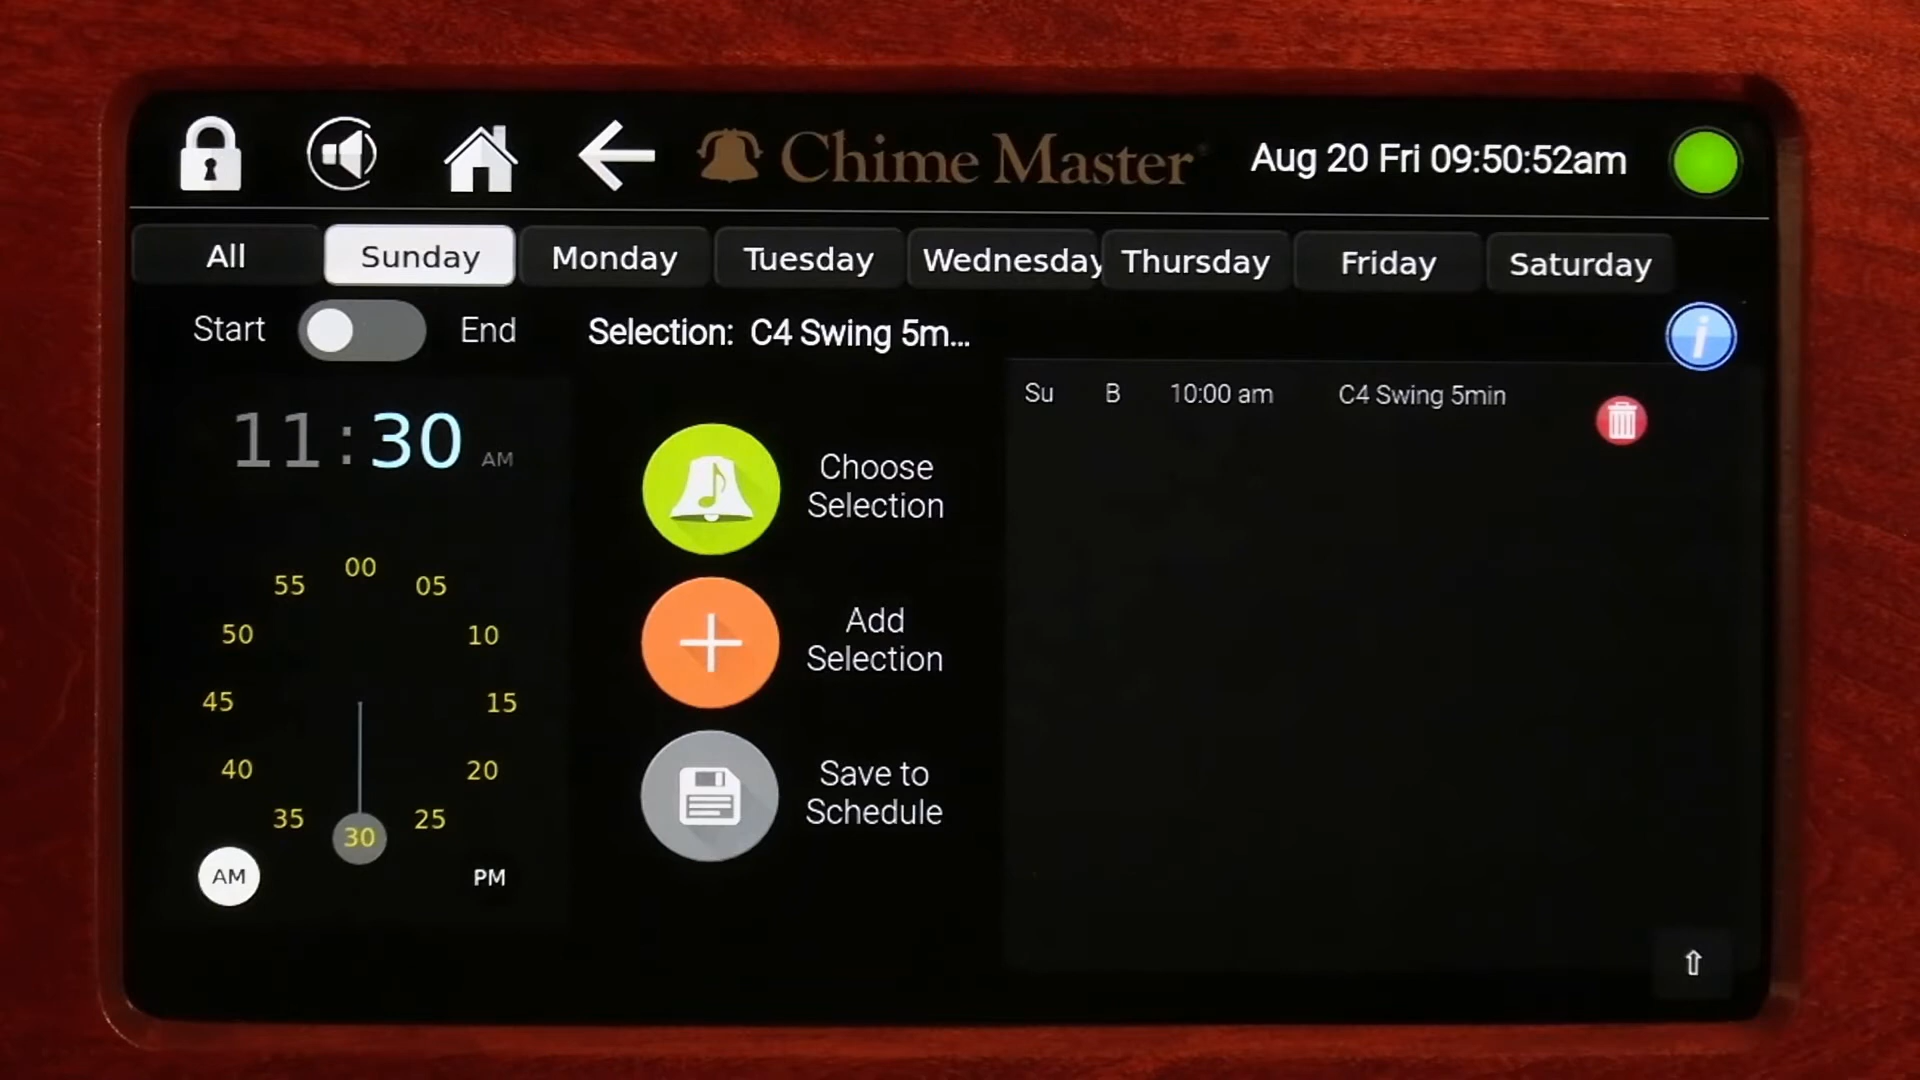 Chime Master
Aug 20 Fri 09:50:52am
All Sunday Monday Tuesday Wednesday Thursday Friday Saturday
Start End Selection: C4 Swing 5m...
i
Su B 10:00 am C4 Swing 5min
11:30 AM
Choose
Selection
00
55 05
50 10
Add
Selection
45 15
40 20
Save to
Schedule
35 25
30
AM PM
⇧